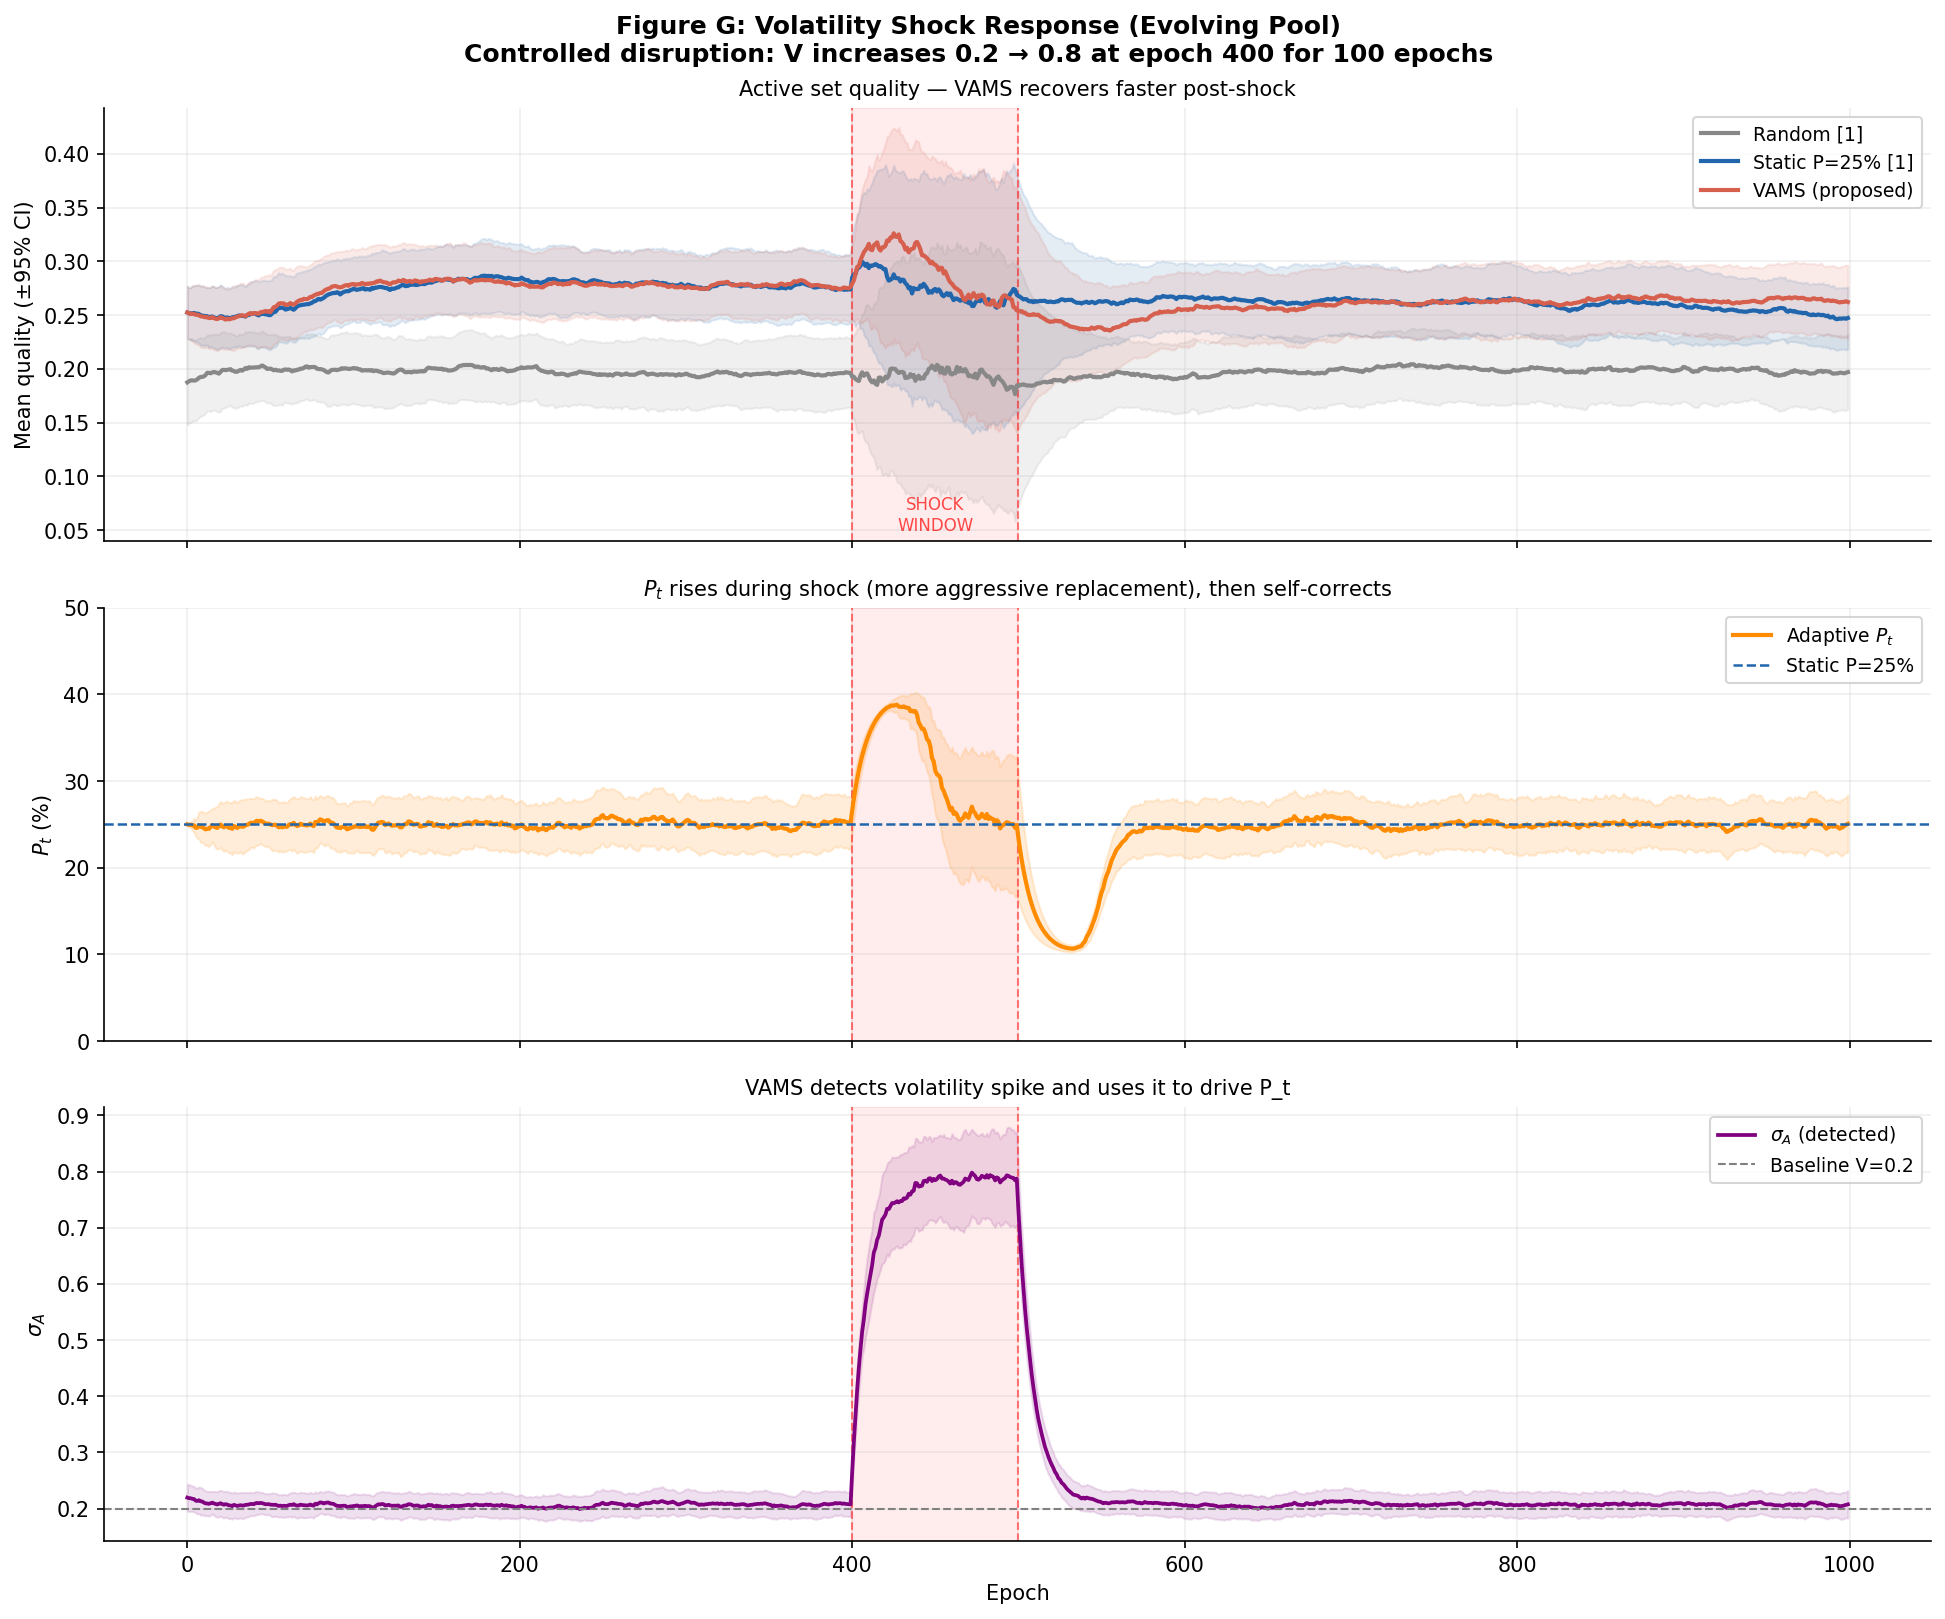 Figure G: Volatility Shock Response (Evolving Pool)
Controlled disruption: V increases 0.2 → 0.8 at epoch 400 for 100 epochs
Active set quality — VAMS recovers faster post-shock
Mean quality (±95% CI)
0.40
0.35
0.30
0.25
0.20
0.15
0.10
0.05
Random [1]
Static P=25% [1]
VAMS (proposed)
SHOCK
WINDOW
P_t rises during shock (more aggressive replacement), then self-corrects
P_t (%)
50
40
30
20
10
0
Adaptive P_t
Static P=25%
VAMS detects volatility spike and uses it to drive P_t
σ_A
0.9
0.8
0.7
0.6
0.5
0.4
0.3
0.2
σ_A (detected)
Baseline V=0.2
0 200 400 600 800 1000
Epoch